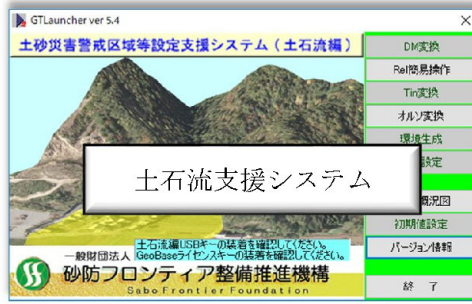 GTLauncher ver 5.4
土砂災害警戒区域等設定支援システム（土石流編）
DM変換
Rel簡易操作
Tin変換
オルソ変換
環境生成
設定
概況図
初期値設定
バージョン情報
終 了
土石流支援システム
土石流編USBキーの装着を確認してください。
GeoBaseライセンスキーの装着を確認してください。
一般財団法人
砂防フロンティア整備推進機構
Sabo Frontier Foundation